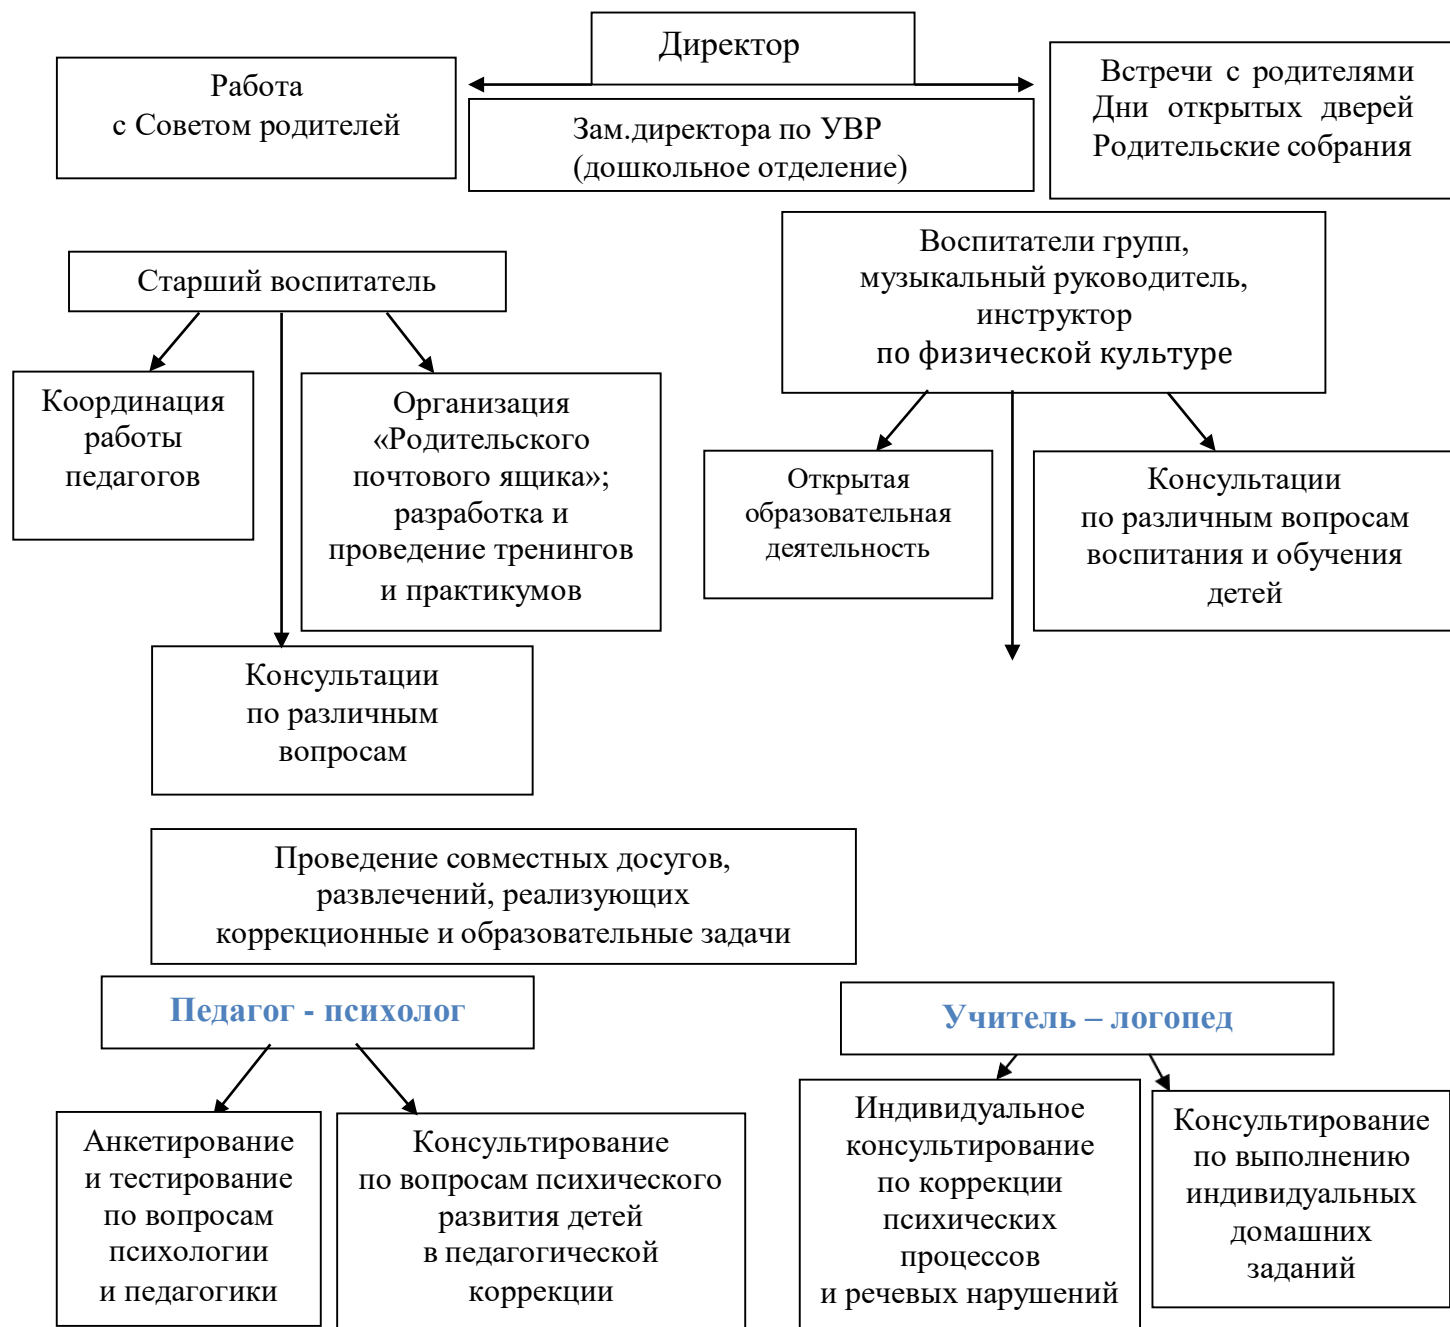 Директор
Работа
с Советом родителей
Зам.директора по УВР
(дошкольное отделение)
Встречи с родителями
Дни открытых дверей
Родительские собрания
Старший воспитатель
Воспитатели групп,
музыкальный руководитель,
инструктор
по физической культуре
Координация
работы
педагогов
Организация
«Родительского
почтового ящика»;
разработка и
проведение тренингов
и практикумов
Открытая
образовательная
деятельность
Консультации
по различным вопросам
воспитания и обучения
детей
Консультации
по различным
вопросам
Проведение совместных досугов,
развлечений, реализующих
коррекционные и образовательные задачи
Педагог - психолог
Учитель – логопед
Анкетирование
и тестирование
по вопросам
психологии
и педагогики
Консультирование
по вопросам психического
развития детей
в педагогической
коррекции
Индивидуальное
консультирование
по коррекции
психических
процессов
и речевых нарушений
Консультирование
по выполнению
индивидуальных
домашних
заданий